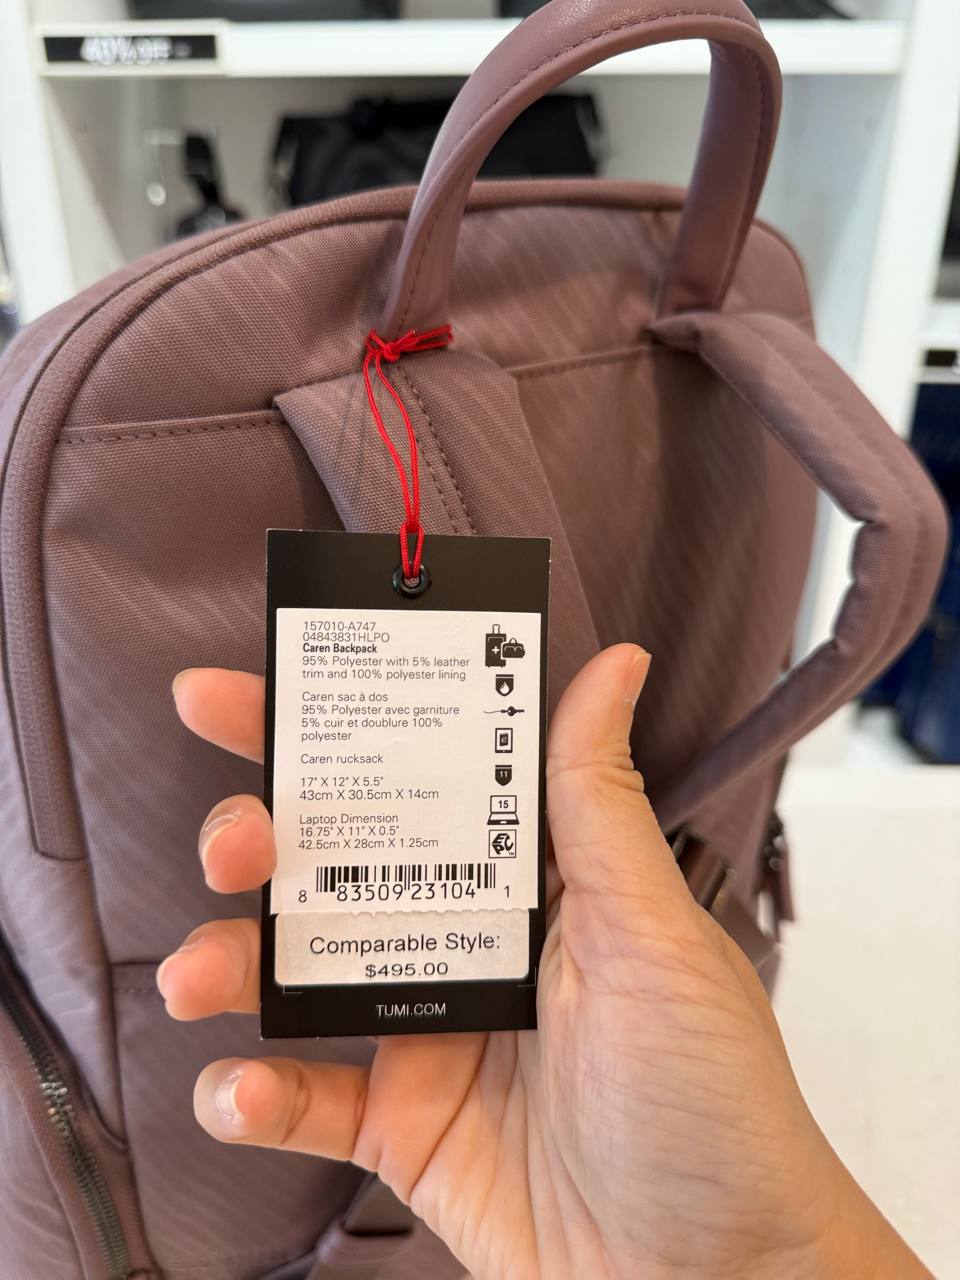 157010-A747
04843831HLPO
Caren Backpack
95% Polyester with 5% leather
trim and 100% polyester lining
Caren sac à dos
95% Polyester avec garniture
5% cuir et doublure 100%
polyester
Caren rucksack
17" X 12" X 5.5"
43cm X 30.5cm X 14cm
Laptop Dimension
16.75" X 11" X 0.5"
42.5cm X 28cm X 1.25cm
11
15
8 83509 23104 1
Comparable Style:
$495.00
TUMI.COM